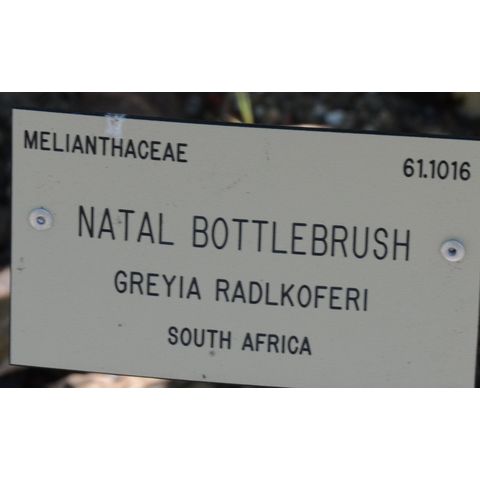 MELIANTHACEAE 61.1016
NATAL BOTTLEBRUSH
GREYIA RADLKOFERI
SOUTH AFRICA